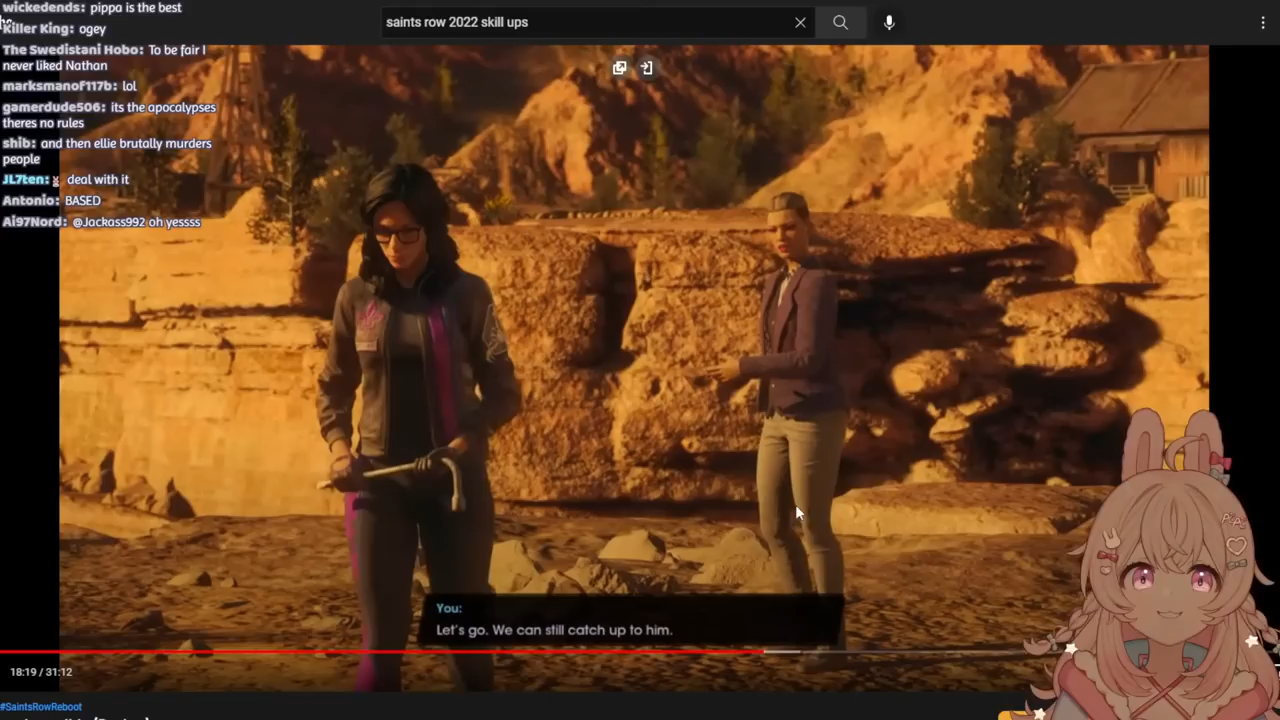 wickedends: pippa is the best
Killer King: ogey
The Swedistani Hobo: To be fair I
never liked Nathan
marksmanof117b: lol
gamerdude506: its the apocalypses
theres no rules
shib: and then ellie brutally murders
people
JL7ten: deal with it
Antonio: BASED
Ai97Nord: @Jackass992 oh yessss
saints row 2022 skill ups
You:
Let's go. We can still catch up to him.
18:19 / 31:12
#SaintsRowReboot